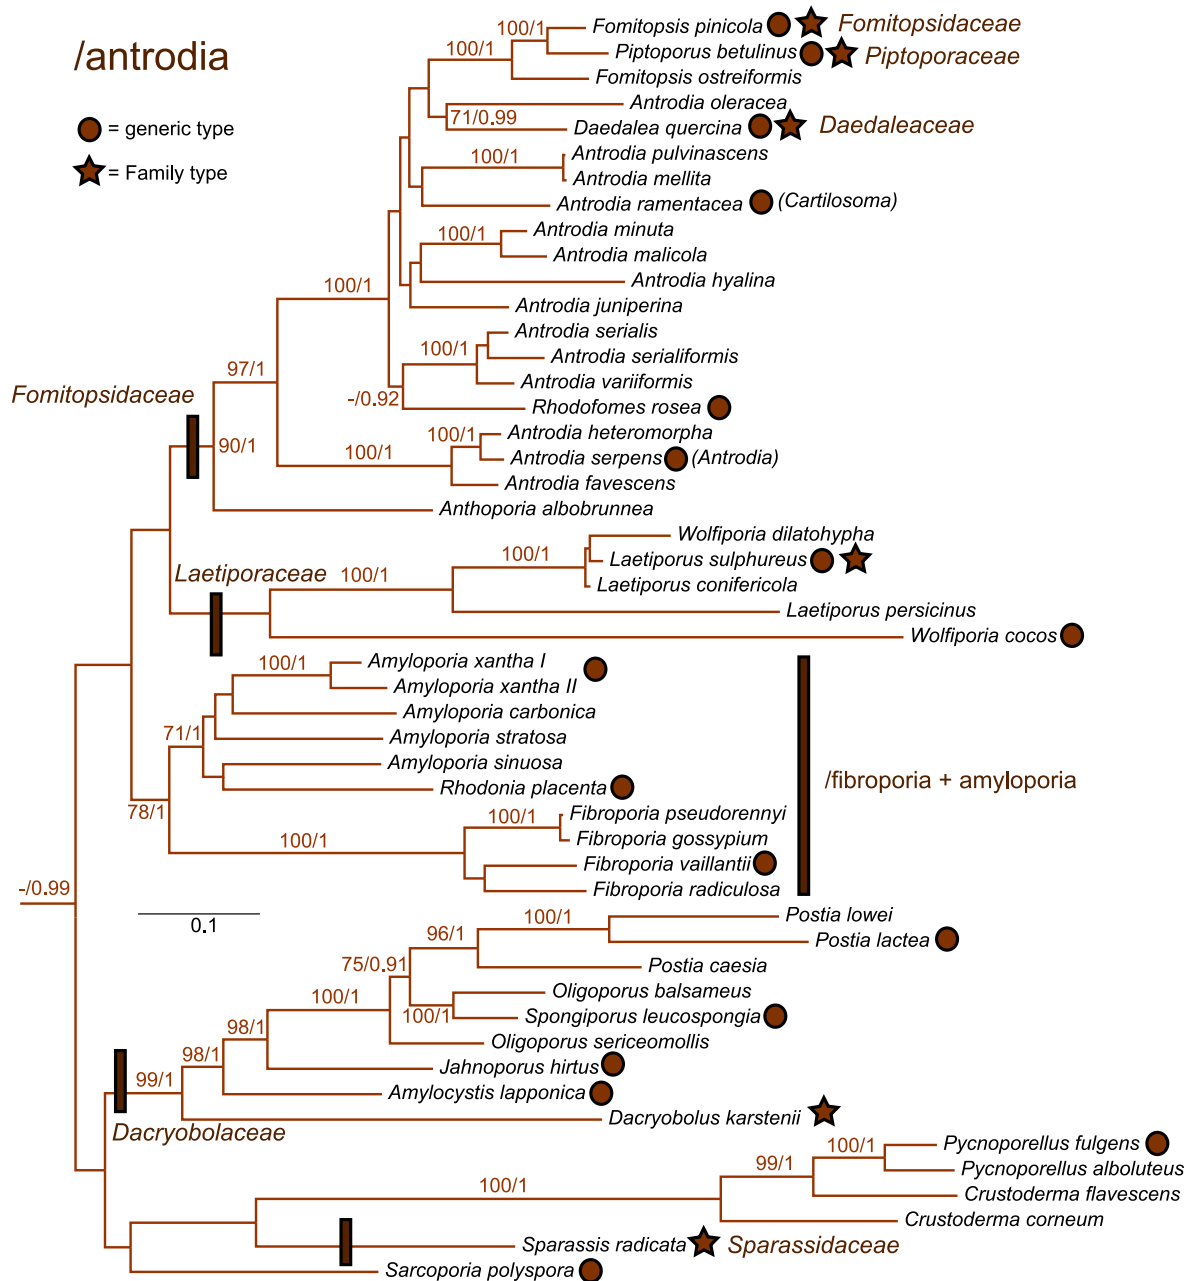 /antrodia
= generic type
= Family type
100/1
Fomitopsis pinicola
Fomitopsidaceae
100/1
Piptoporus betulinus
Piptoporaceae
Fomitopsis ostreiformis
Antrodia oleracea
71/0.99
Daedalea quercina
Daedaleaceae
Antrodia pulvinascens
100/1
Antrodia mellita
Antrodia ramentacea
(Cartilosoma)
Antrodia minuta
100/1
Antrodia malicola
Antrodia hyalina
100/1
Antrodia juniperina
Antrodia serialis
100/1
Antrodia serialiformis
97/1
Antrodia variiformis
-/0.92
Rhodofomes rosea
Fomitopsidaceae
90/1
100/1
Antrodia heteromorpha
100/1
Antrodia serpens
(Antrodia)
Antrodia favescens
Anthoporia albobrunnea
Wolfiporia dilatohypha
100/1
Laetiporus sulphureus
Laetiporaceae
100/1
Laetiporus conifericola
Laetiporus persicinus
Wolfiporia cocos
100/1
Amyloporia xantha I
Amyloporia xantha II
Amyloporia carbonica
71/1
Amyloporia stratosa
Amyloporia sinuosa
/fibroporia + amyloporia
Rhodonia placenta
78/1
100/1
Fibroporia pseudorennyi
100/1
Fibroporia gossypium
Fibroporia vaillantii
-/0.99
Fibroporia radiculosa
0.1
100/1
Postia lowei
96/1
Postia lactea
75/0.91
Postia caesia
100/1
Oligoporus balsameus
100/1
Spongiporus leucospongia
98/1
Oligoporus sericeomollis
98/1
Jahnoporus hirtus
99/1
Amylocystis lapponica
Dacryobolus karstenii
Dacryobolaceae
100/1
Pycnoporellus fulgens
99/1
Pycnoporellus alboluteus
100/1
Crustoderma flavescens
Crustoderma corneum
Sparassis radicata
Sparassidaceae
Sarcoporia polyspora